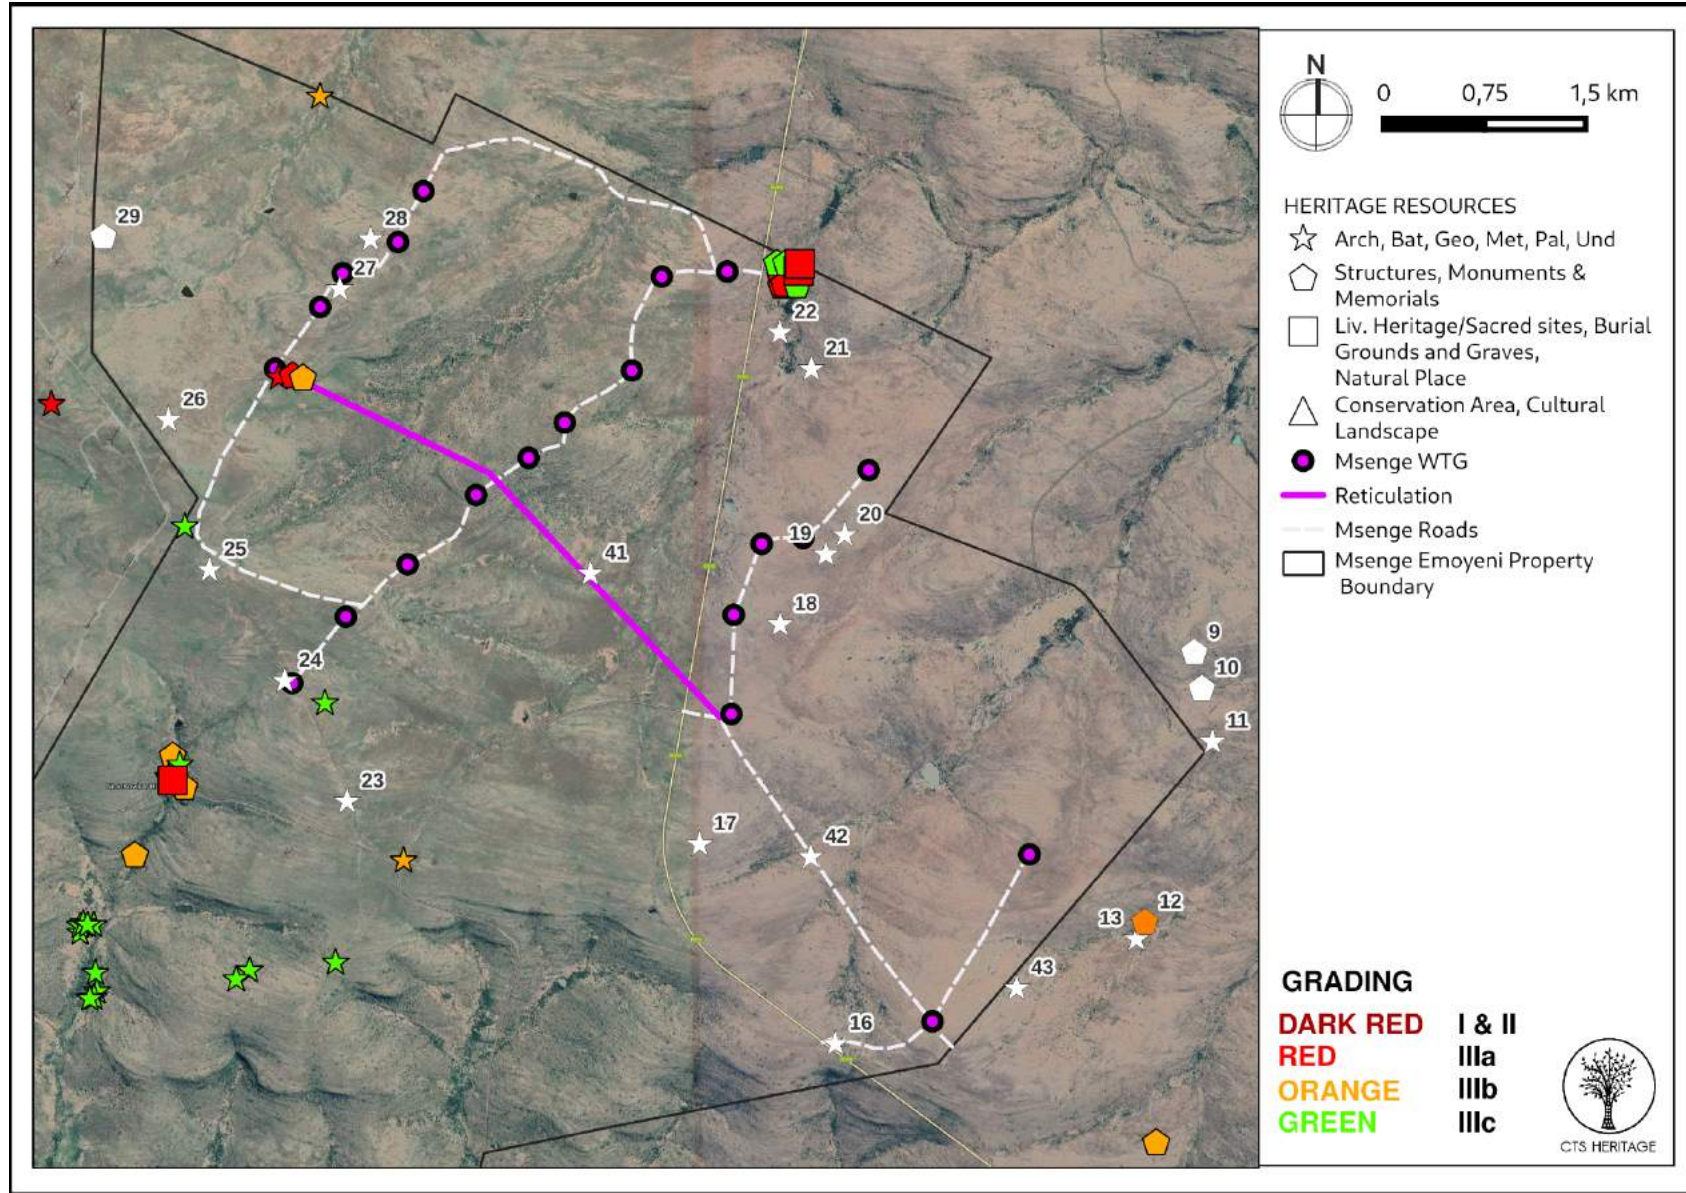 N
0 0,75 1,5 km
HERITAGE RESOURCES
Arch, Bat, Geo, Met, Pal, Und
Structures, Monuments &
Memorials
Liv. Heritage/Sacred sites, Burial
Grounds and Graves,
Natural Place
Conservation Area, Cultural
Landscape
Msenge WTG
Reticulation
Msenge Roads
Msenge Emoyeni Property
Boundary
GRADING
DARK RED I & II
RED IIIa
ORANGE IIIb
GREEN IIIc
CTS HERITAGE
29
28
27
22
21
26
20
19
25
41
18
9
24
10
11
23
17
42
12
13
43
16